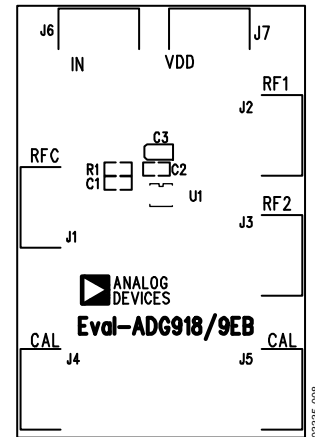 J6
J7
IN
VDD
RF1
J2
C3
RFC
R1
C2
C1
U1
RF2
J3
J1
ANALOG
DEVICES
Eval-ADG918/9EB
CAL
CAL
J4
J5